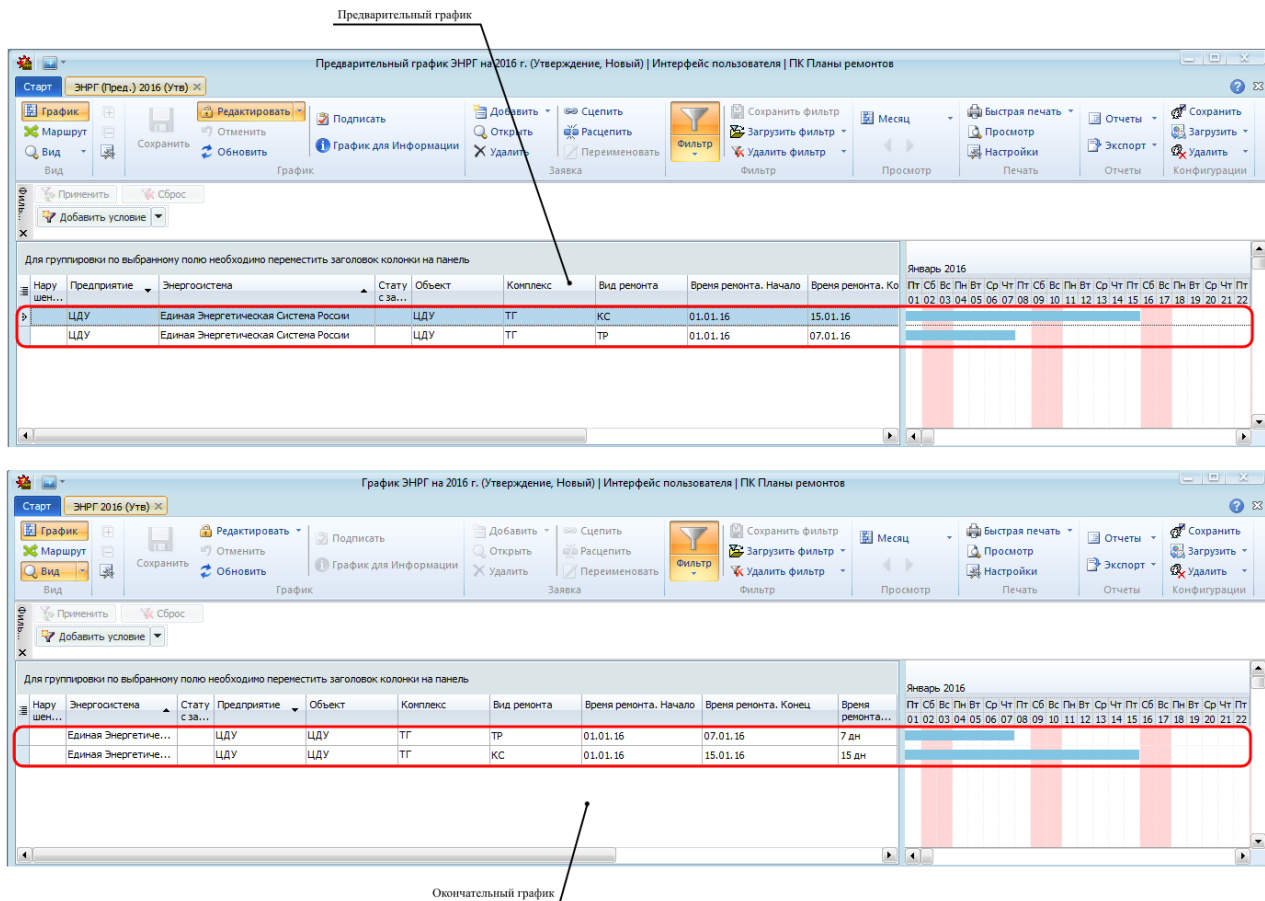 Предварительный график
Предварительный график ЭНРГ на 2016 г. (Утверждение, Новый) | Интерфейс пользователя | ПК Планы ремонтов
Старт ЭНРГ (Пред.) 2016 (Утв)
График Редактировать Подписать Добавить Сцепить Сохранить фильтр Месяц Быстрая печать Отчеты Сохранить
Маршрут Сохранить Отменить Открыть Расцепить Фильтр Загрузить фильтр Просмотр Загрузить
Вид Обновить График для Информации Удалить Переименовать Удалить фильтр Настройки Экспорт Удалить
Вид График Заявка Фильтр Просмотр Печать Отчеты Конфигурации
Филь... Применить Сброс
Добавить условие
Для группировки по выбранному полю необходимо переместить заголовок колонки на панель
Январь 2016
Нару шен... Предприятие Энергосистема Стату с за... Объект Комплекс Вид ремонта Время ремонта. Начало Время ремонта. Ко Пт Сб Вс Пн Вт Ср Чт Пт Сб Вс Пн Вт Ср Чт Пт Сб Вс Пн Вт Ср Чт Пт
01 02 03 04 05 06 07 08 09 10 11 12 13 14 15 16 17 18 19 20 21 22
ЦДУ Единая Энергетическая Система России ЦДУ ТГ КС 01.01.16 15.01.16
ЦДУ Единая Энергетическая Система России ЦДУ ТГ ТР 01.01.16 07.01.16
График ЭНРГ на 2016 г. (Утверждение, Новый) | Интерфейс пользователя | ПК Планы ремонтов
Старт ЭНРГ 2016 (Утв)
График Редактировать Подписать Добавить Сцепить Сохранить фильтр Месяц Быстрая печать Отчеты Сохранить
Маршрут Сохранить Отменить Открыть Расцепить Фильтр Загрузить фильтр Просмотр Загрузить
Вид Обновить График для Информации Удалить Переименовать Удалить фильтр Настройки Экспорт Удалить
Вид График Заявка Фильтр Просмотр Печать Отчеты Конфигурации
Филь... Применить Сброс
Добавить условие
Для группировки по выбранному полю необходимо переместить заголовок колонки на панель
Январь 2016
Нару шен... Энергосистема Стату с за... Предприятие Объект Комплекс Вид ремонта Время ремонта. Начало Время ремонта. Конец Время ремонта... Пт Сб Вс Пн Вт Ср Чт Пт Сб Вс Пн Вт Ср Чт Пт Сб Вс Пн Вт Ср Чт Пт
01 02 03 04 05 06 07 08 09 10 11 12 13 14 15 16 17 18 19 20 21 22
Единая Энергетиче... ЦДУ ЦДУ ТГ ТР 01.01.16 07.01.16 7 дн
Единая Энергетиче... ЦДУ ЦДУ ТГ КС 01.01.16 15.01.16 15 дн
Окончательный график